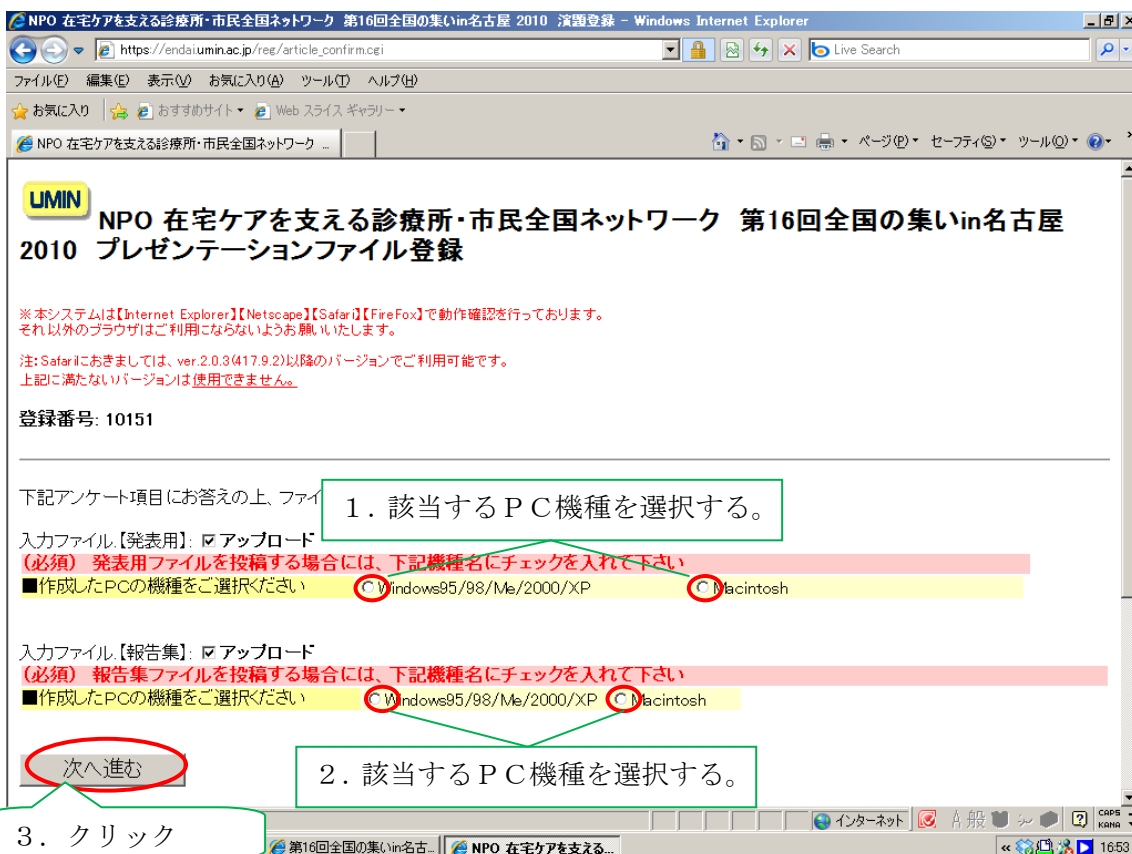 NPO 在宅ケアを支える診療所・市民全国ネットワーク 第16回全国の集いin名古屋 2010 演題登録 - Windows Internet Explorer
https://endai.umin.ac.jp/reg/article_confirm.cgi
Live Search
ファイル(F) 編集(E) 表示(V) お気に入り(A) ツール(T) ヘルプ(H)
お気に入り おすすめサイト Web スライス ギャラリー
NPO 在宅ケアを支える診療所・市民全国ネットワーク ... ページ(P) セーフティ(S) ツール(O)
UMIN
NPO 在宅ケアを支える診療所・市民全国ネットワーク 第16回全国の集いin名古屋
2010 プレゼンテーションファイル登録
※本システムは【Internet Explorer】【Netscape】【Safari】【FireFox】で動作確認を行っております。
それ以外のブラウザはご利用にならないようお願いいたします。
注:Safariにおきましては、ver.2.0.3(417.9.2)以降のバージョンでご利用可能です。
上記に満たないバージョンは使用できません。
登録番号: 10151
下記アンケート項目にお答えの上、ファイ
1.該当するPC機種を選択する。
入力ファイル.【発表用】: アップロード
(必須) 発表用ファイルを投稿する場合には、下記機種名にチェックを入れて下さい
■作成したPCの機種をご選択ください Windows95/98/Me/2000/XP Macintosh
入力ファイル.【報告集】: アップロード
(必須) 報告集ファイルを投稿する場合には、下記機種名にチェックを入れて下さい
■作成したPCの機種をご選択ください Windows95/98/Me/2000/XP Macintosh
次へ進む
2.該当するPC機種を選択する。
3.クリック
インターネット A 般 CAPS KANA
第16回全国の集いin名古... NPO 在宅ケアを支える... 16:53